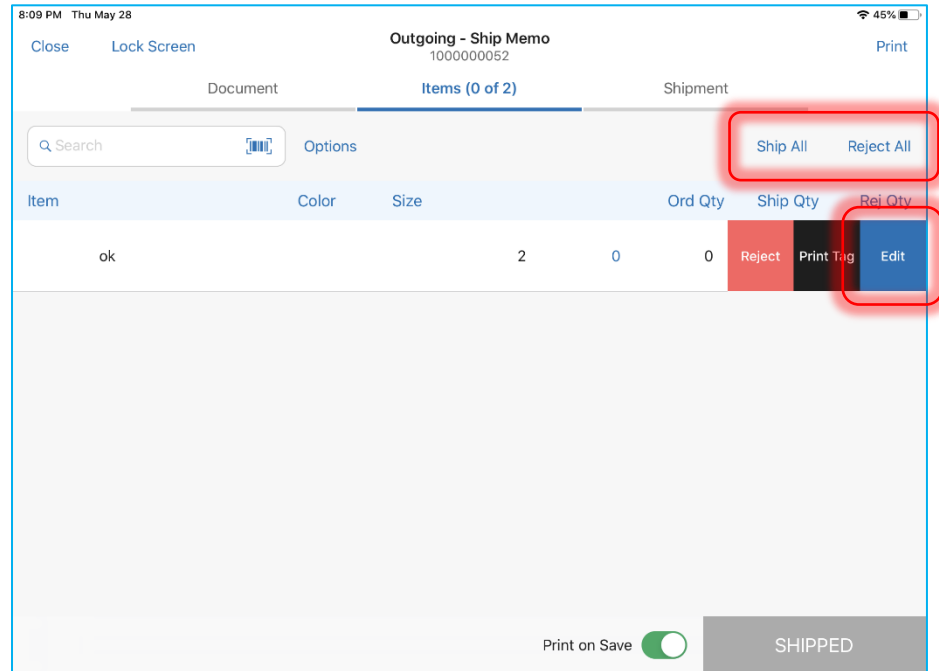 8:09 PM Thu May 28 45%
Close Lock Screen Outgoing - Ship Memo Print
1000000052
Document Items (0 of 2) Shipment
Search Options Ship All Reject All
Item Color Size Ord Qty Ship Qty Rej Qty
ok 2 0 0 Reject Print Tag Edit
Print on Save SHIPPED